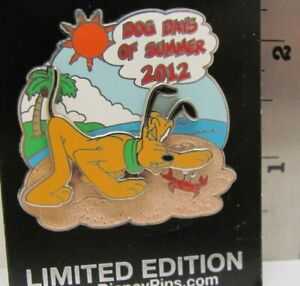 DOG DAYS
OF SUMMER
2012
LIMITED EDITION
DisneyPins.com
1
2